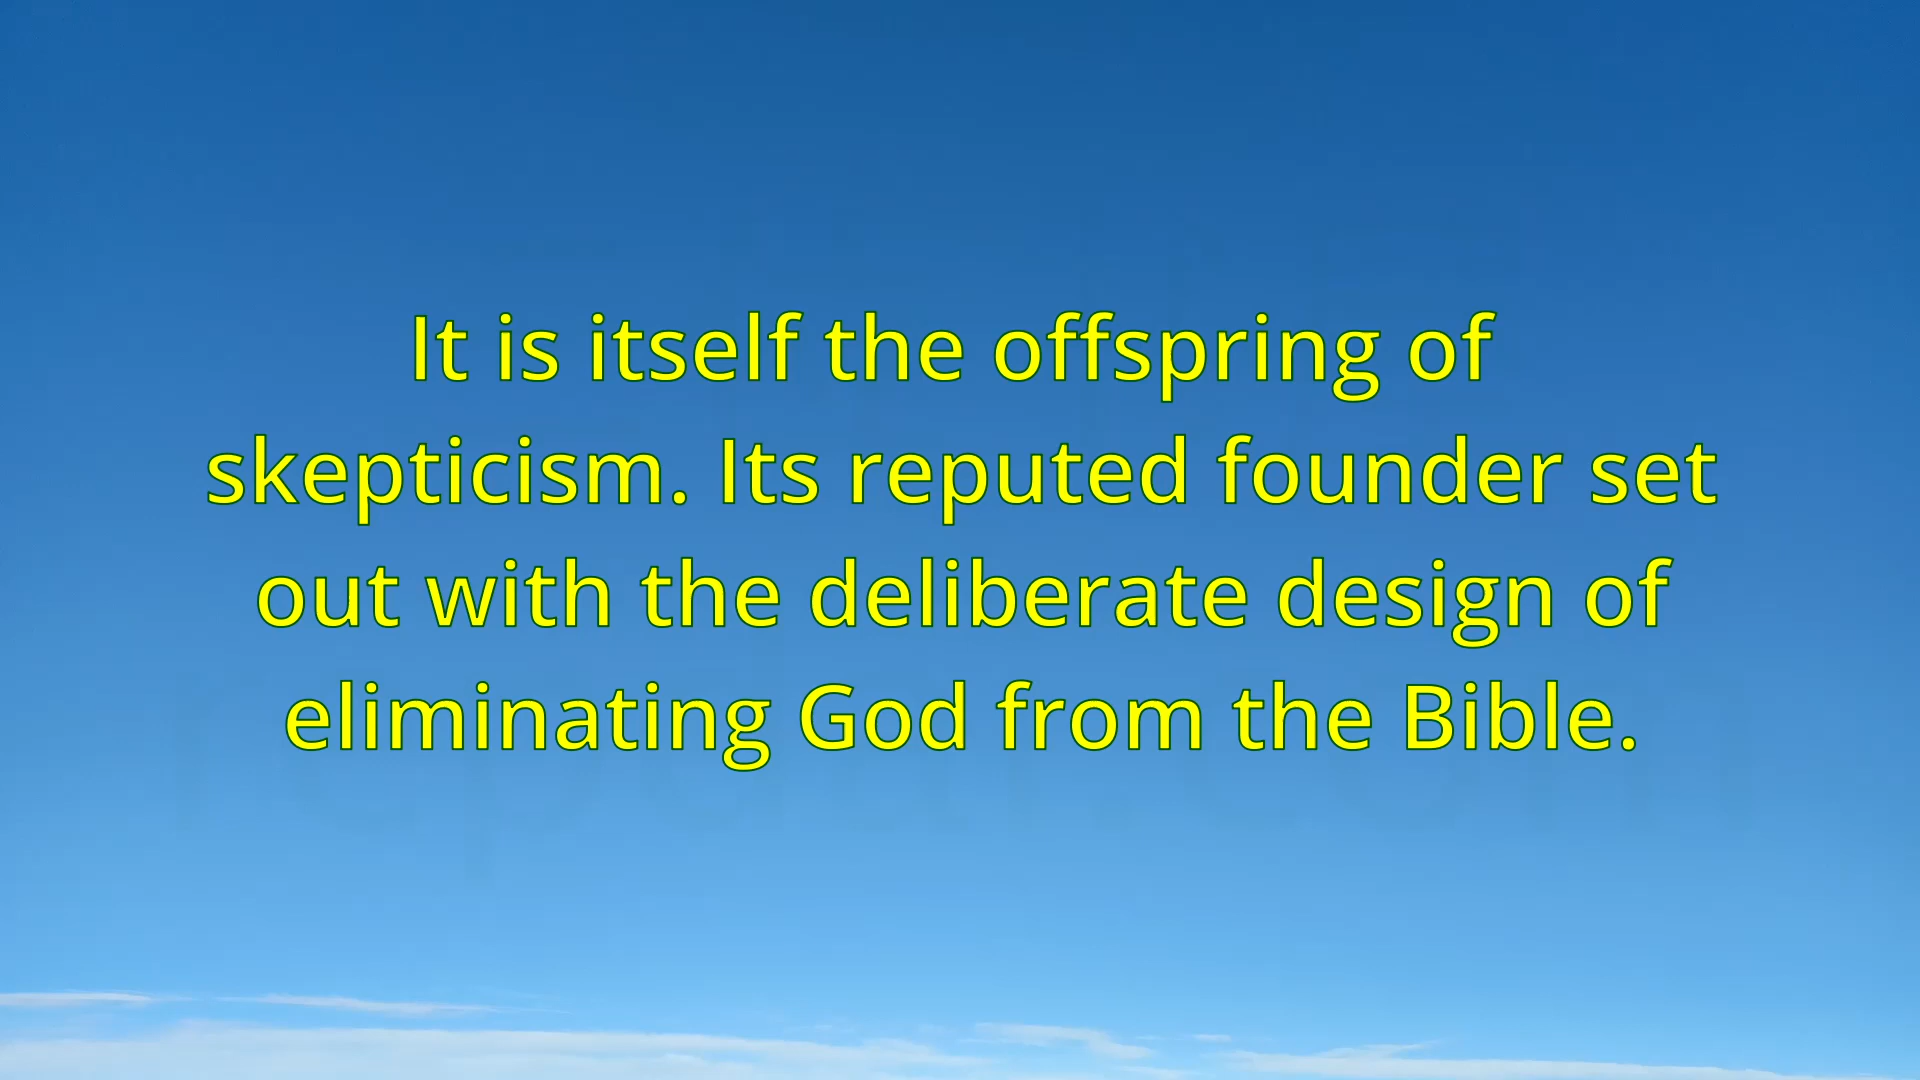 It is itself the offspring of
skepticism. Its reputed founder set
out with the deliberate design of
eliminating God from the Bible.